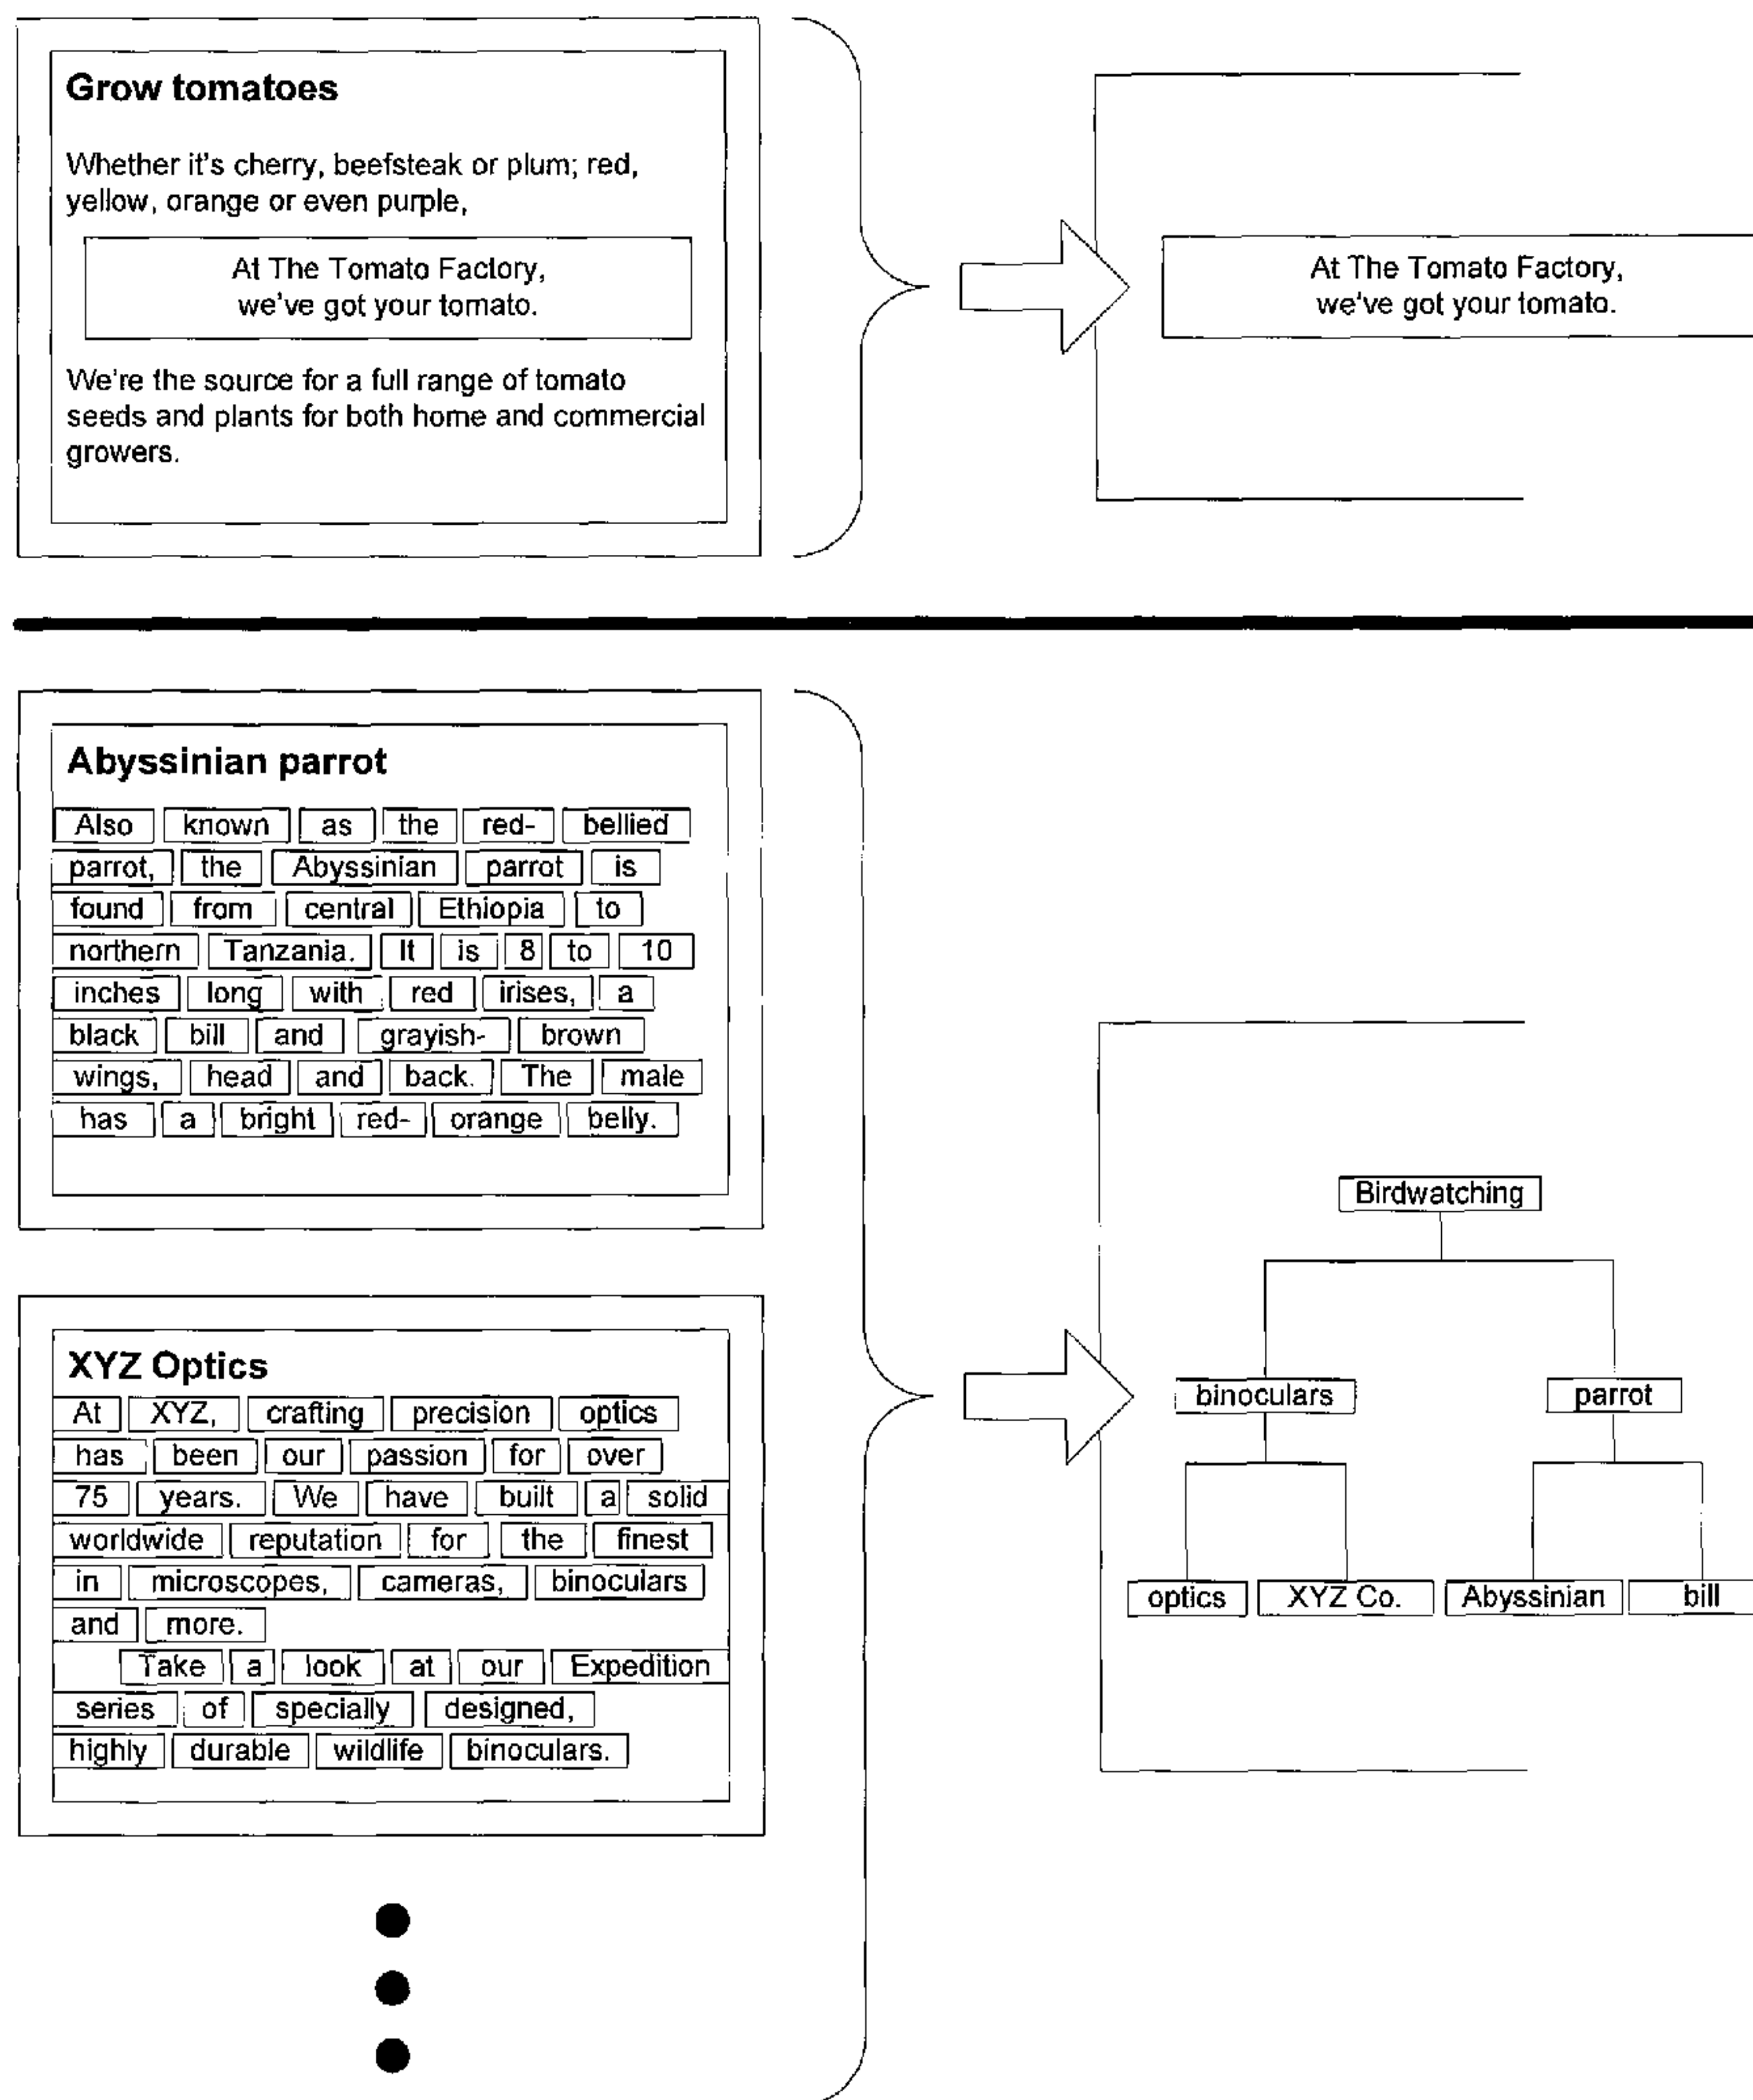 Grow tomatoes
Whether it's cherry, beefsteak or plum; red,
yellow, orange or even purple,
At The Tomato Factory,
we've got your tomato.
We're the source for a full range of tomato
seeds and plants for both home and commercial
growers.
At The Tomato Factory,
we've got your tomato.
Abyssinian parrot
Also known as the red- bellied
parrot, the Abyssinian parrot is
found from central Ethiopia to
northern Tanzania. It is 8 to 10
inches long with red irises, a
black bill and grayish- brown
wings, head and back. The male
has a bright red- orange belly.
XYZ Optics
At XYZ, crafting precision optics
has been our passion for over
75 years. We have built a solid
worldwide reputation for the finest
in microscopes, cameras, binoculars
and more.
Take a look at our Expedition
series of specially designed,
highly durable wildlife binoculars.
Birdwatching
binoculars parrot
optics XYZ Co. Abyssinian bill